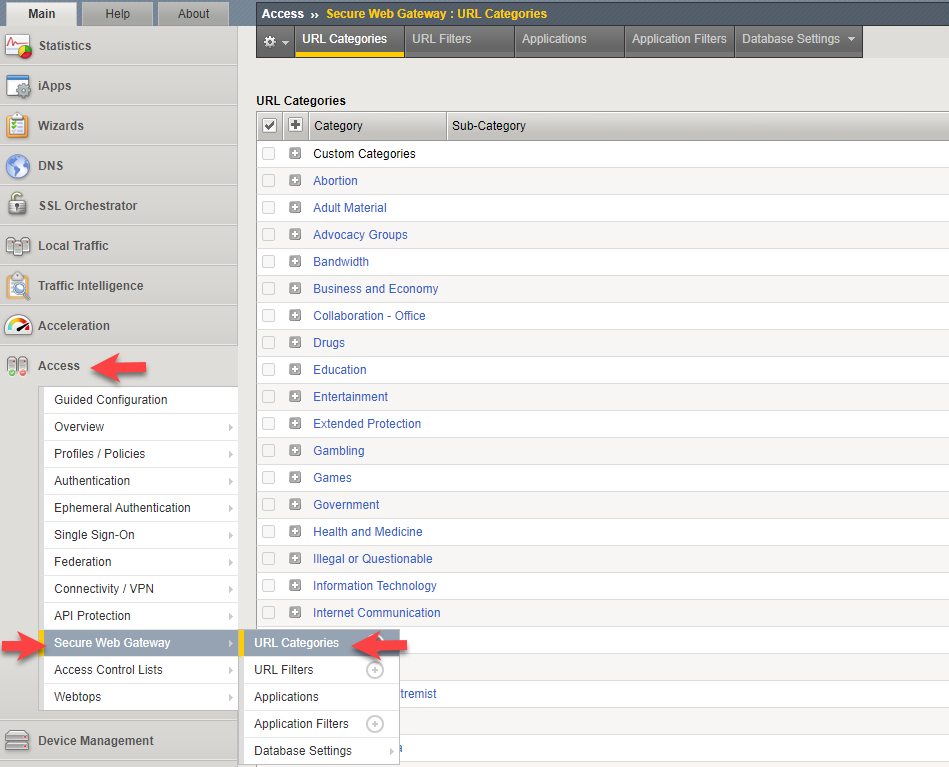 Main
Help
About
Statistics
iApps
Wizards
DNS
SSL Orchestrator
Local Traffic
Traffic Intelligence
Acceleration
Access
Guided Configuration
Overview
Profiles / Policies
Authentication
Ephemeral Authentication
Single Sign-On
Federation
Connectivity / VPN
API Protection
Secure Web Gateway
Access Control Lists
Webtops
Device Management
URL Categories
URL Filters
Applications
Application Filters
Database Settings
Access ›› Secure Web Gateway : URL Categories
URL Categories
URL Filters
Applications
Application Filters
Database Settings
URL Categories
Category Sub-Category
Custom Categories
Abortion
Adult Material
Advocacy Groups
Bandwidth
Business and Economy
Collaboration - Office
Drugs
Education
Entertainment
Extended Protection
Gambling
Games
Government
Health and Medicine
Illegal or Questionable
Information Technology
Internet Communication
tremist